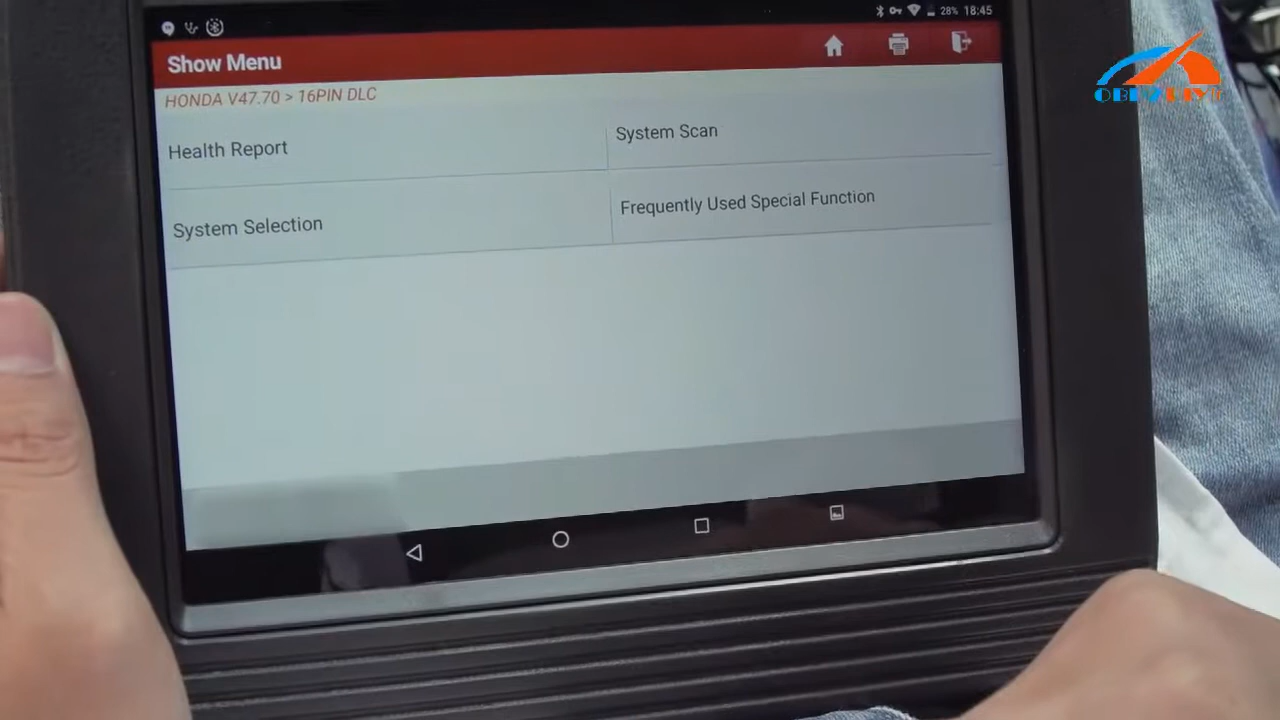 28% 18:45
Show Menu
HONDA V47.70 > 16PIN DLC
Health Report
System Scan
System Selection
Frequently Used Special Function